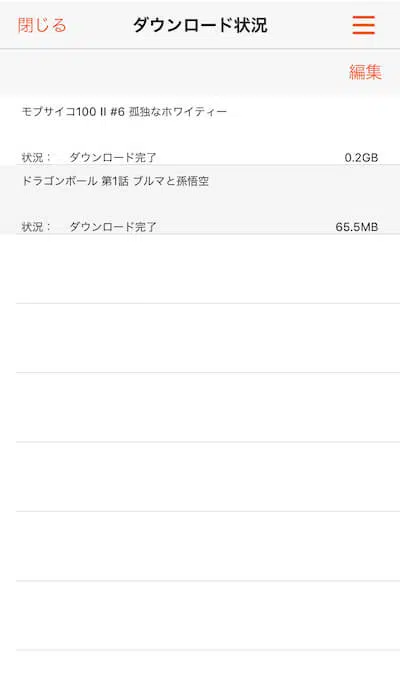 閉じる ダウンロード状況
編集
モブサイコ100 II #6 孤独なホワイティー
状況： ダウンロード完了 0.2GB
ドラゴンボール 第1話 ブルマと孫悟空
状況： ダウンロード完了 65.5MB